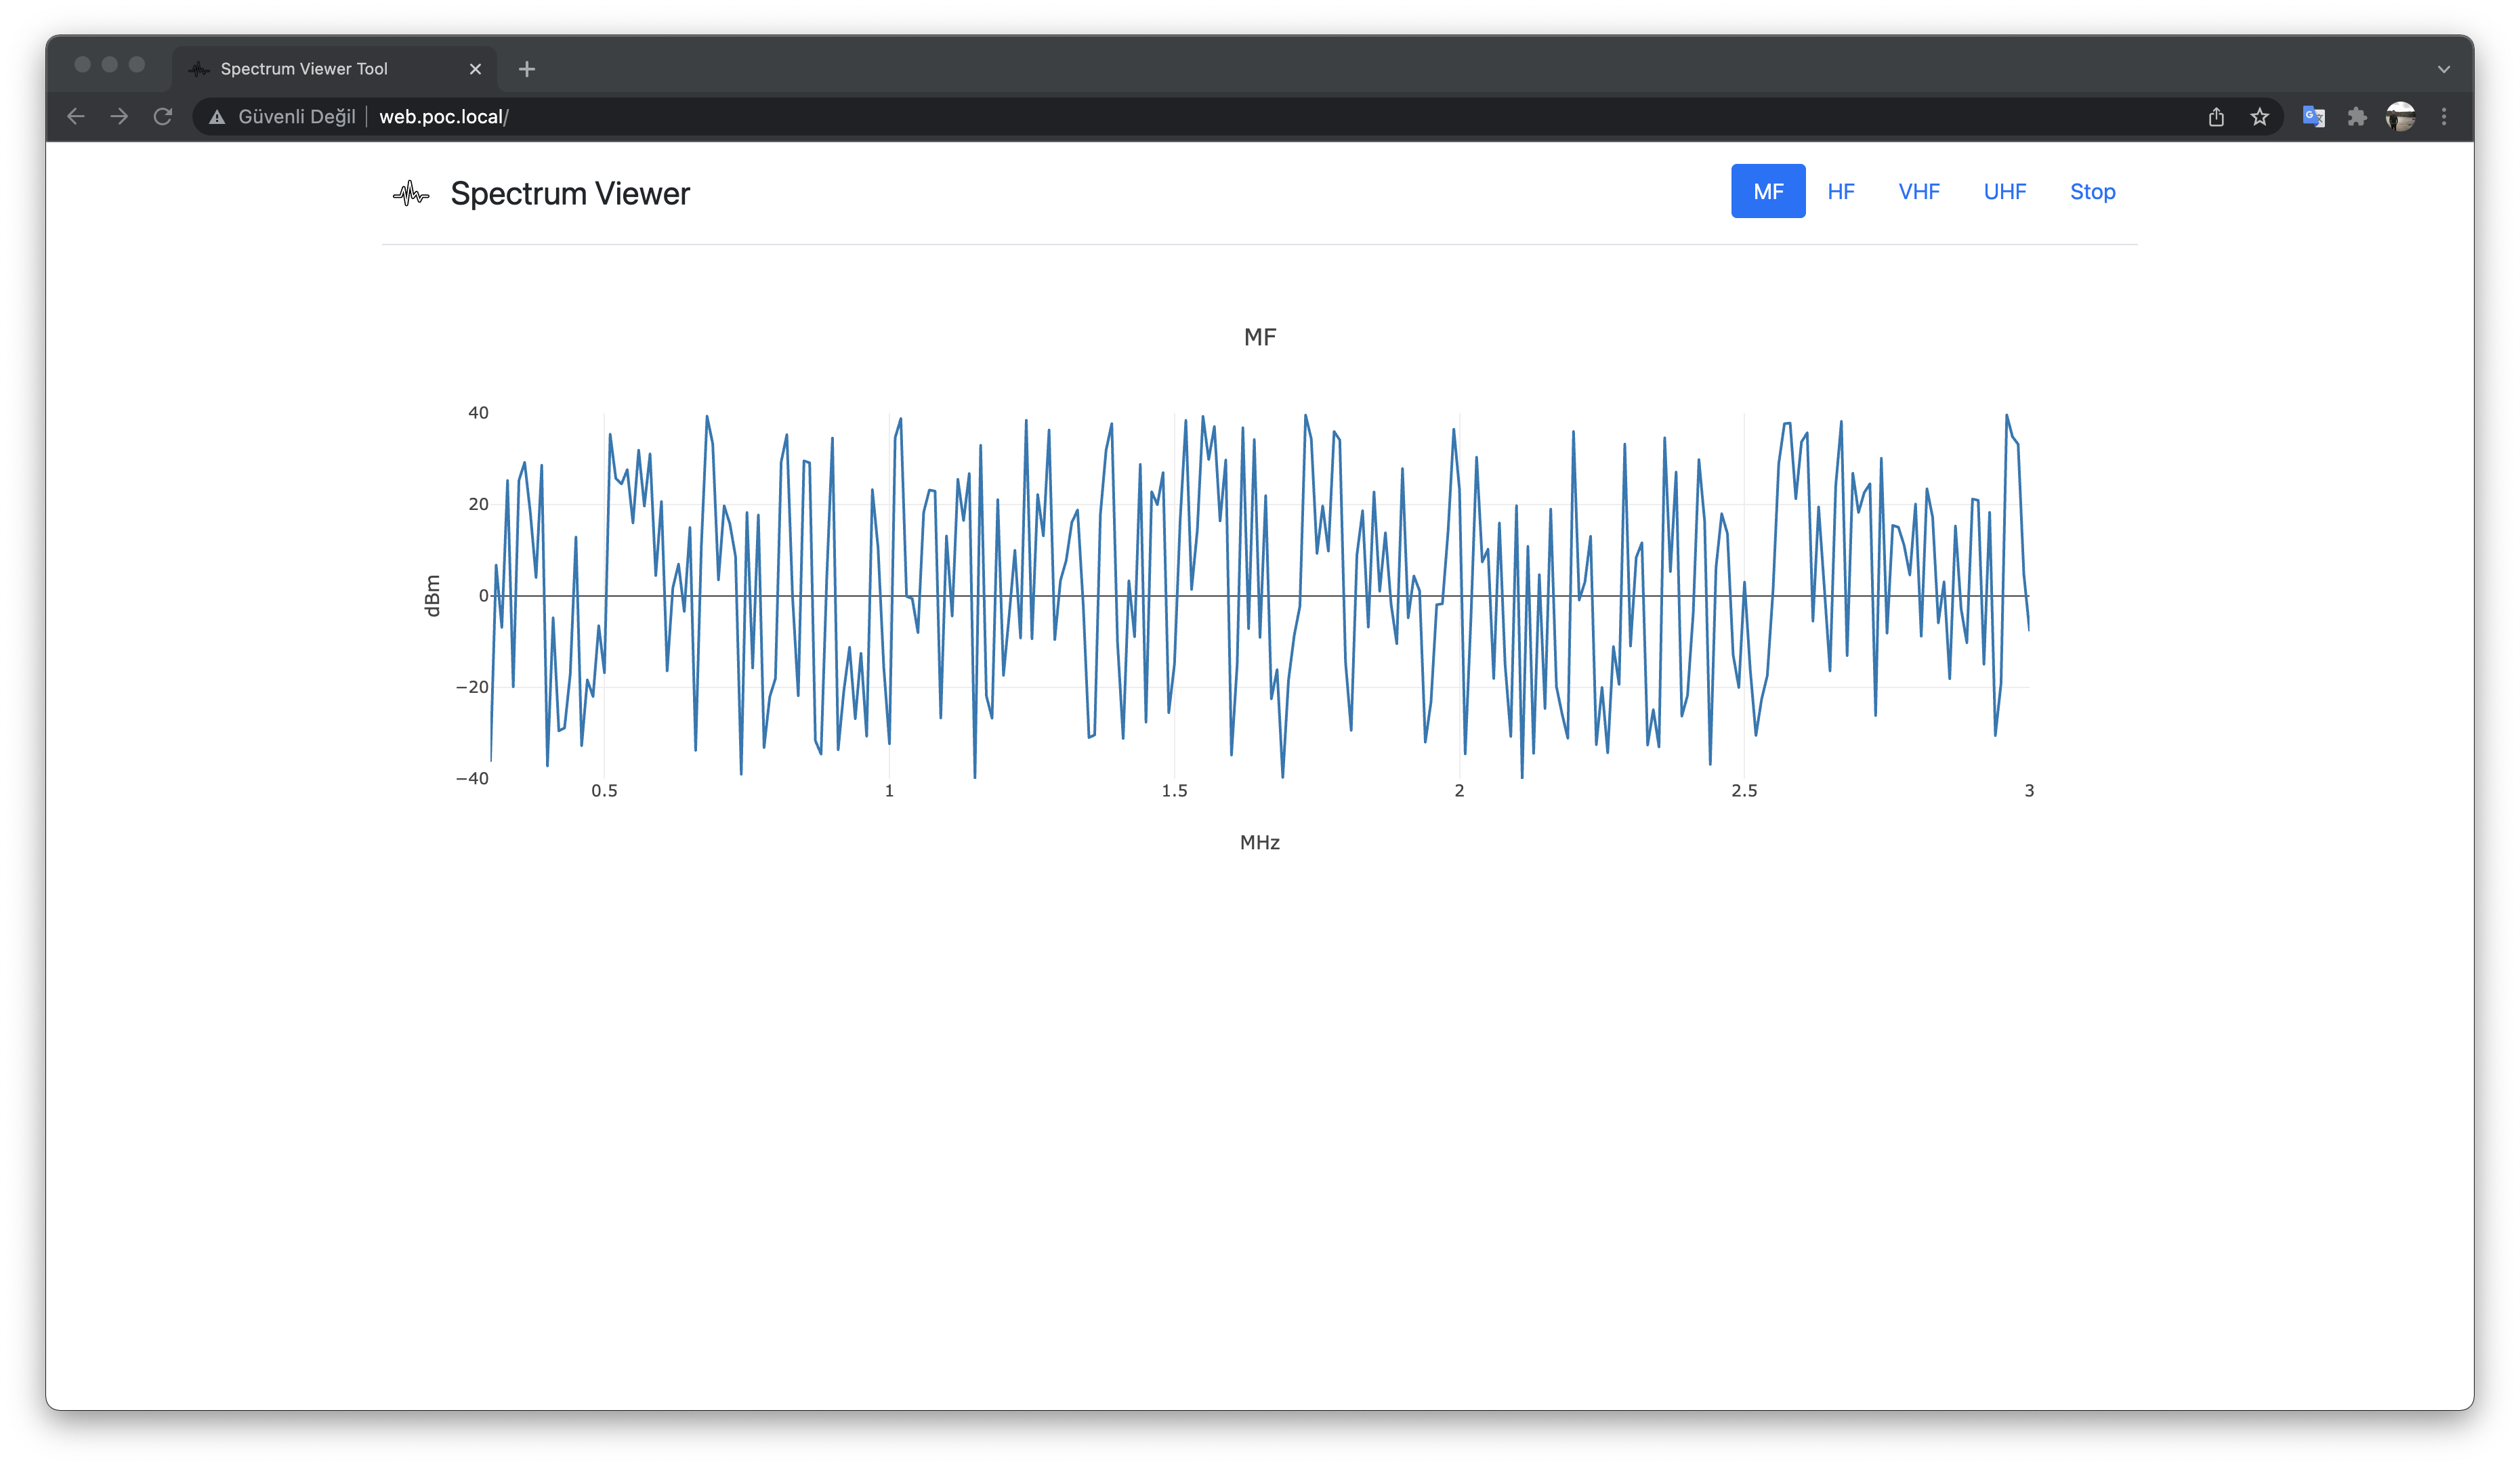 Spectrum Viewer Tool
Güvenli Değil web.poc.local/
Spectrum Viewer MF HF VHF UHF Stop
MF
40
20
0
−20
−40
dBm
0.5 1 1.5 2 2.5 3
MHz